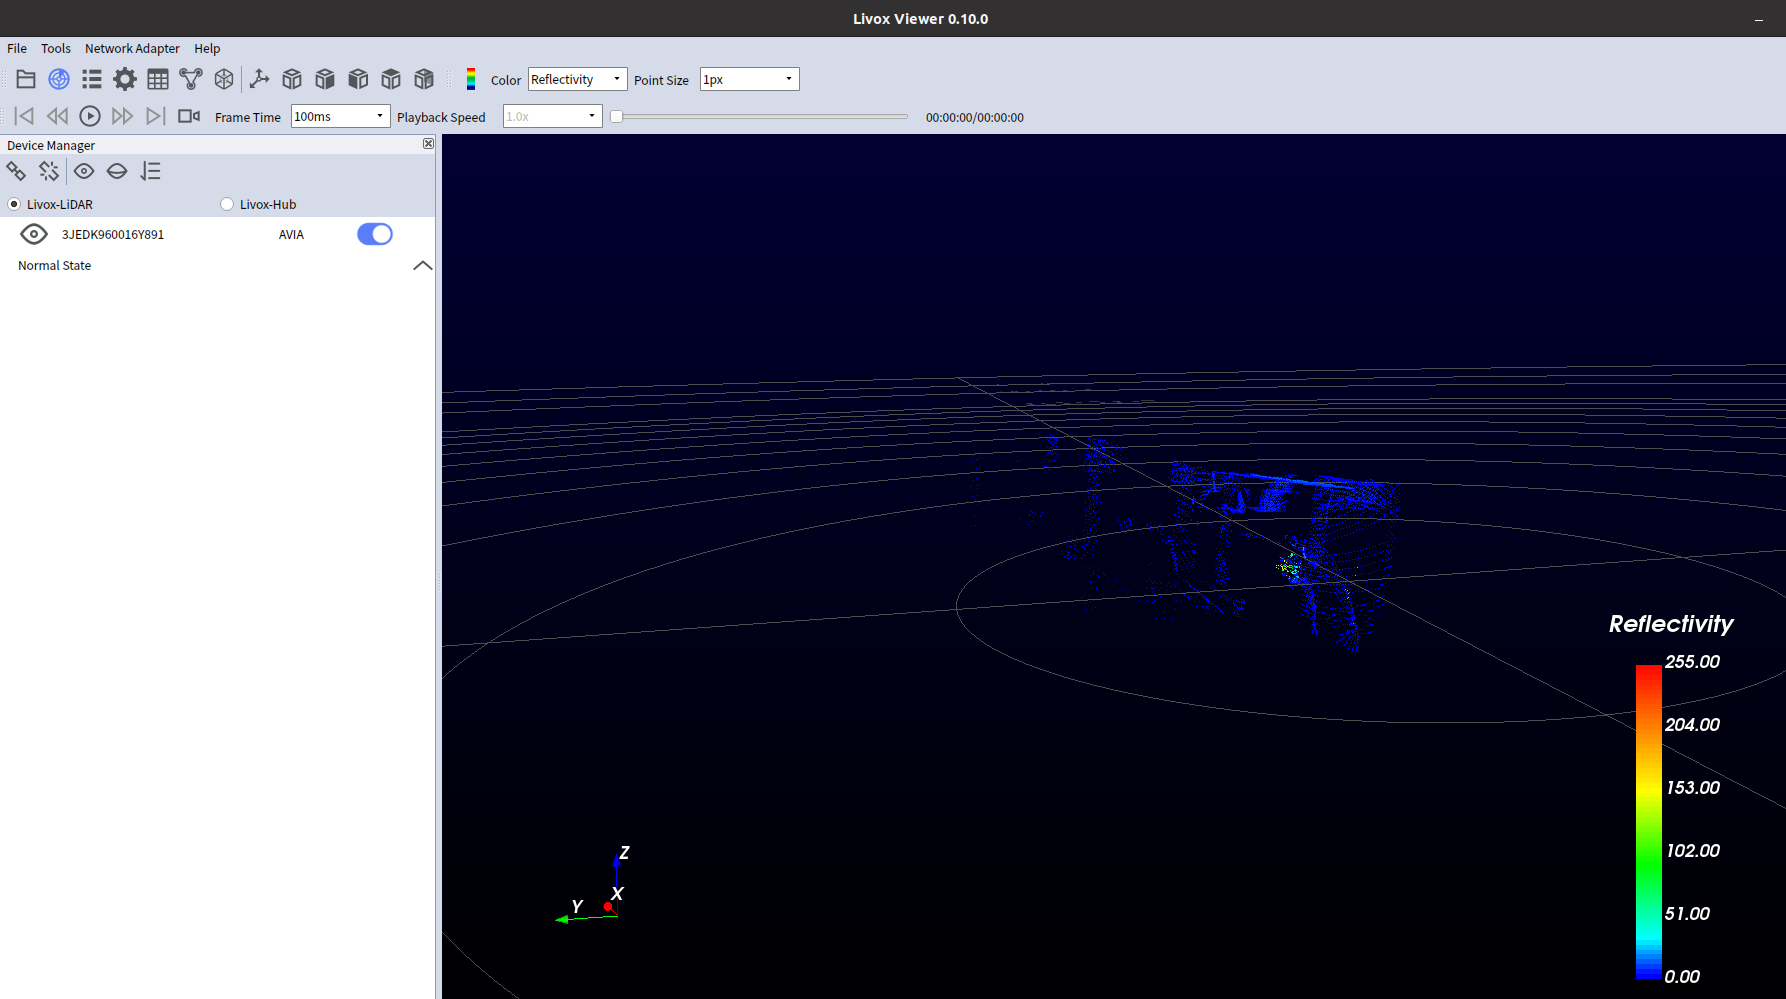 Livox Viewer 0.10.0
File Tools Network Adapter Help
Color Reflectivity Point Size 1px
Frame Time 100ms Playback Speed 1.0x 00:00:00/00:00:00
Device Manager
Livox-LiDAR Livox-Hub
3JEDK960016Y891 AVIA
Normal State
Reflectivity
255.00
204.00
153.00
102.00
51.00
0.00
Z
X
Y